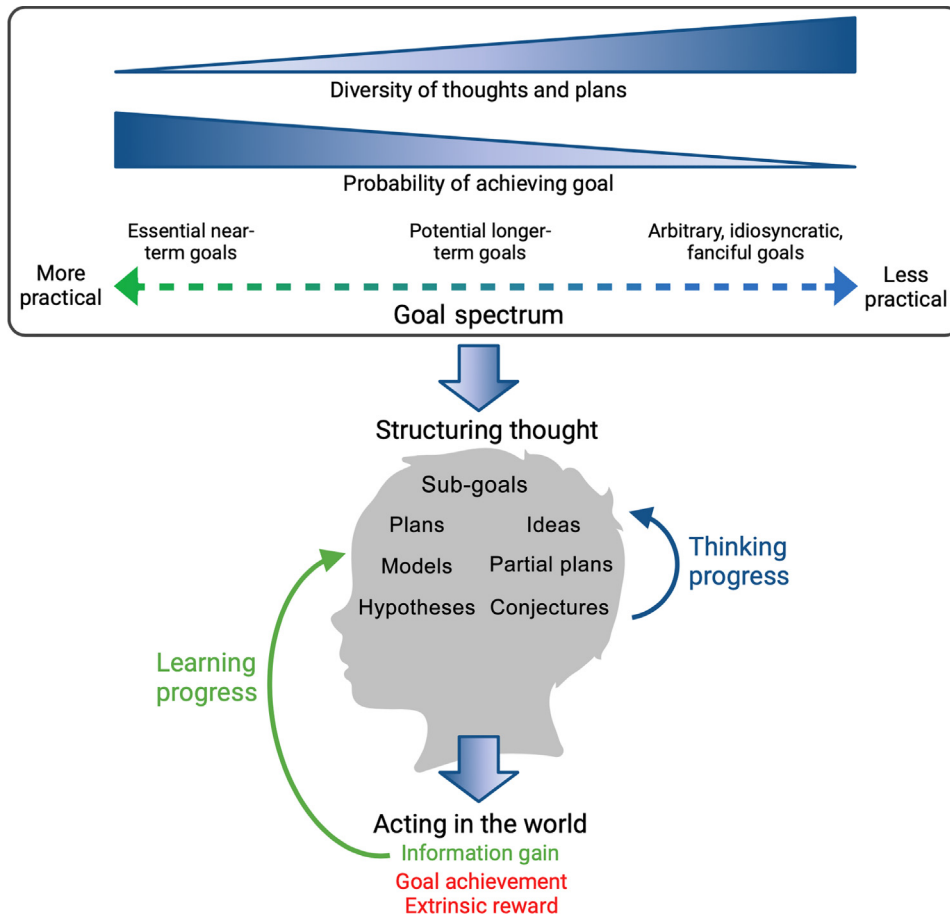 Diversity of thoughts and plans
Probability of achieving goal
Essential near-
term goals
Potential longer-
term goals
Arbitrary, idiosyncratic,
fanciful goals
More
practical
Less
practical
Goal spectrum
Structuring thought
Sub-goals
Plans
Ideas
Models
Partial plans
Hypotheses
Conjectures
Thinking
progress
Learning
progress
Acting in the world
Information gain
Goal achievement
Extrinsic reward